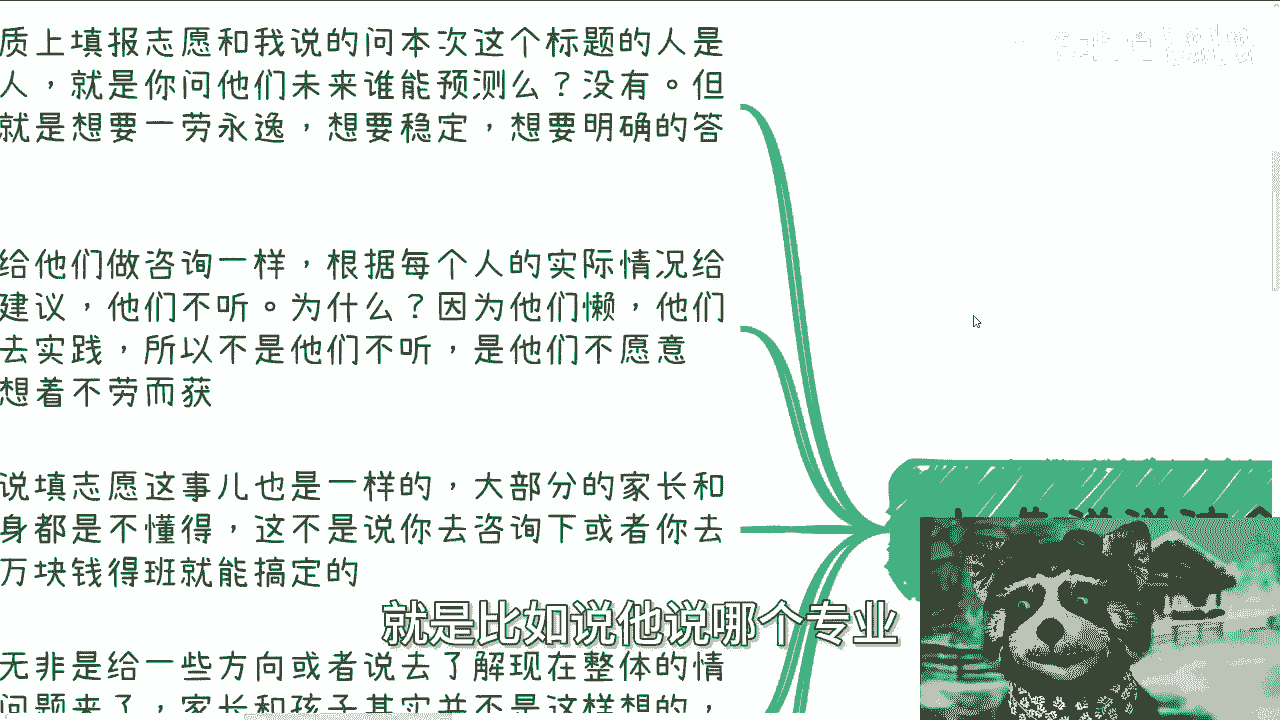 质上填报志愿和我说的问本次这个标题的人是
人，就是你问他们未来谁能预测么？没有。但
就是想要一劳永逸，想要稳定，想要明确的答
给他们做咨询一样，根据每个人的实际情况给
建议，他们不听。为什么？因为他们懒，他们
去实践，所以不是他们不听，是他们不愿意
想着不劳而获
说填志愿这事儿也是一样的，大部分的家长和
身都是不懂得，这不是说你去咨询下或者你去
万块钱得班就能搞定的
就是比如说他说哪个专业
无非是给一些方向或者说去了解现在整体的情
问题来了，家长和孩子其实并不是这样想的，